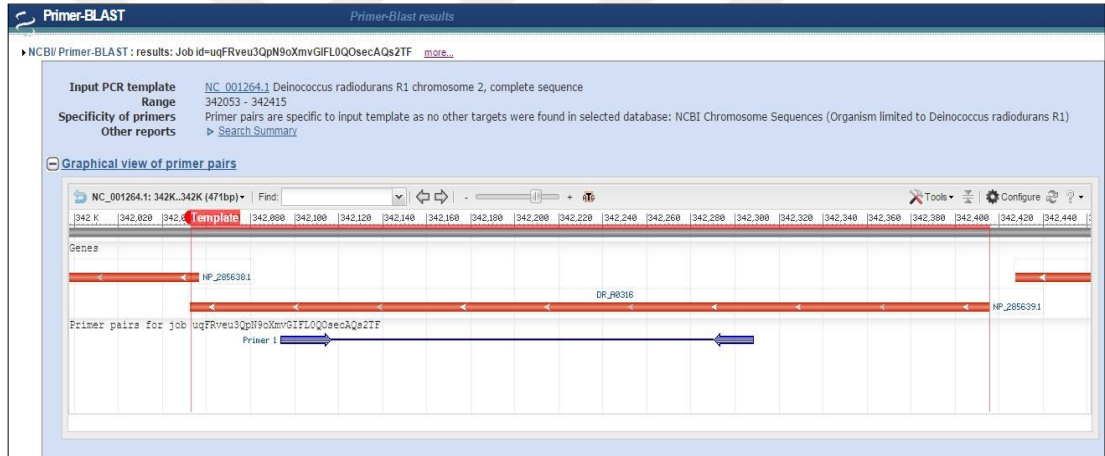 Primer-BLAST Primer-Blast results
NCBI/ Primer-BLAST : results: Job id=uqFRveu3QpN9oXmvGIFL0QOsecAQs2TF more...
Input PCR template NC_001264.1 Deinococcus radiodurans R1 chromosome 2, complete sequence
Range 342053 - 342415
Specificity of primers Primer pairs are specific to input template as no other targets were found in selected database: NCBI Chromosome Sequences (Organism limited to Deinococcus radiodurans R1)
Other reports Search Summary
Graphical view of primer pairs
NC_001264.1: 342K..342K (471bp) Find: - + Tools Configure ?
342 K 342,020 Template 342,080 342,100 342,120 342,140 342,160 342,180 342,200 342,220 342,240 342,260 342,280 342,300 342,320 342,340 342,360 342,380 342,400 342,420 342,440
Genes
NP_285638.1
DR_A0316
NP_285639.1
Primer pairs for job uqFRveu3QpN9oXmvGIFL0QOsecAQs2TF
Primer 1